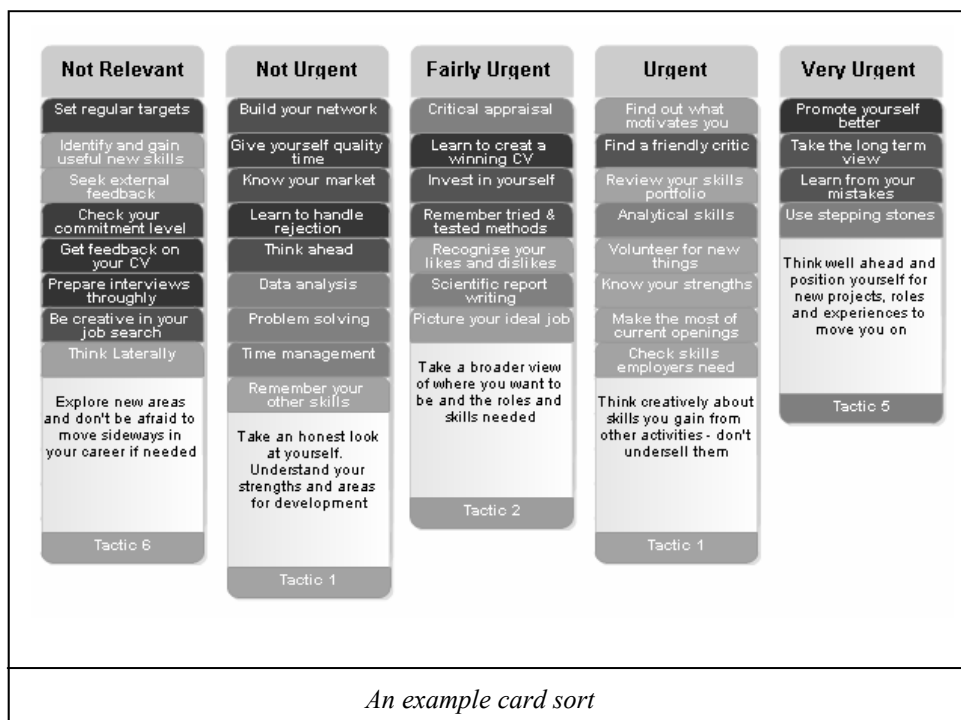 Not Relevant
Set regular targets
Identify and gain
useful new skills
Seek external
feedback
Check your
commitment level
Get feedback on
your CV
Prepare interviews
throughly
Be creative in your
job search
Think Laterally
Explore new areas
and don't be afraid to
move sideways in
your career if needed
Tactic 6
Not Urgent
Build your network
Give yourself quality
time
Know your market
Learn to handle
rejection
Think ahead
Data analysis
Problem solving
Time management
Remember your
other skills
Take an honest look
at yourself.
Understand your
strengths and areas
for development
Tactic 1
Fairly Urgent
Critical appraisal
Learn to creat a
winning CV
Invest in yourself
Remember tried &
tested methods
Recognise your
likes and dislikes
Scientific report
writing
Picture your ideal job
Take a broader view
of where you want to
be and the roles and
skills needed
Tactic 2
Urgent
Find out what
motivates you
Find a friendly critic
Review your skills
portfolio
Analytical skills
Volunteer for new
things
Know your strengths
Make the most of
current openings
Check skills
employers need
Think creatively about
skills you gain from
other activities - don't
undersell them
Tactic 1
Very Urgent
Promote yourself
better
Take the long term
view
Learn from your
mistakes
Use stepping stones
Think well ahead and
position yourself for
new projects, roles
and experiences to
move you on
Tactic 5
An example card sort